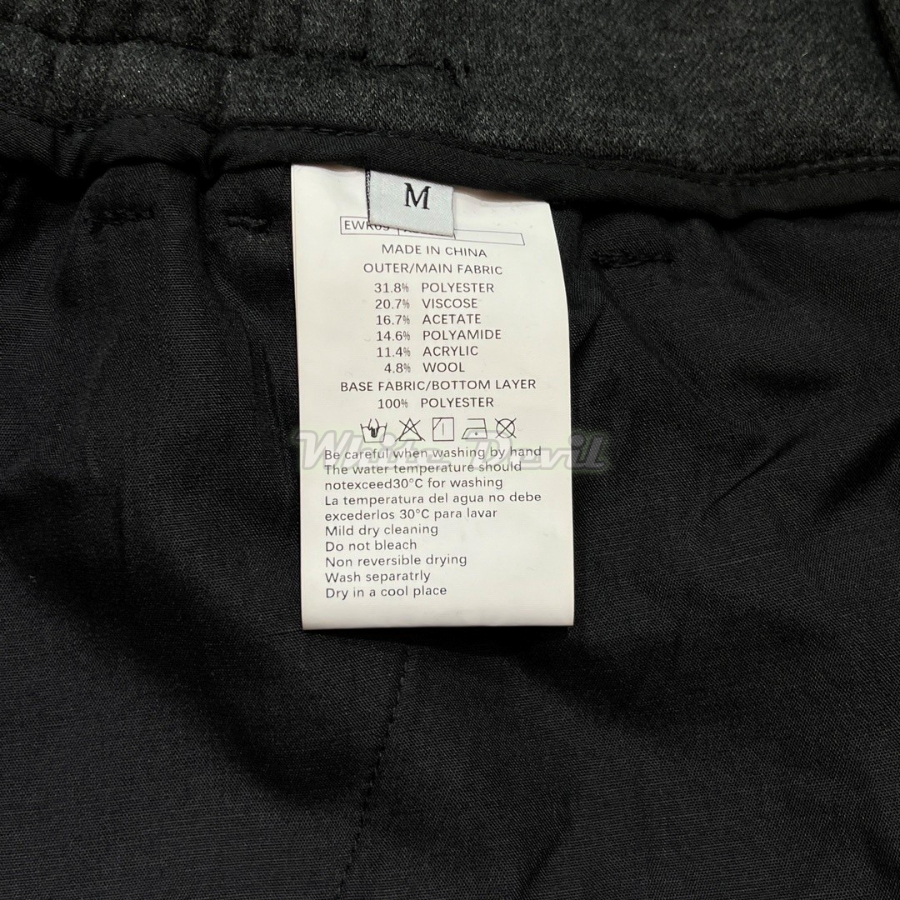 M
MADE IN CHINA
OUTER/MAIN FABRIC
31.8% POLYESTER
20.7% VISCOSE
16.7% ACETATE
14.6% POLYAMIDE
11.4% ACRYLIC
4.8% WOOL
BASE FABRIC/BOTTOM LAYER
100% POLYESTER
White Devil
Be careful when washing by hand
The water temperature should
notexceed30°C for washing
La temperatura del agua no debe
excederlos 30°C para lavar
Mild dry cleaning
Do not bleach
Non reversible drying
Wash separatrly
Dry in a cool place